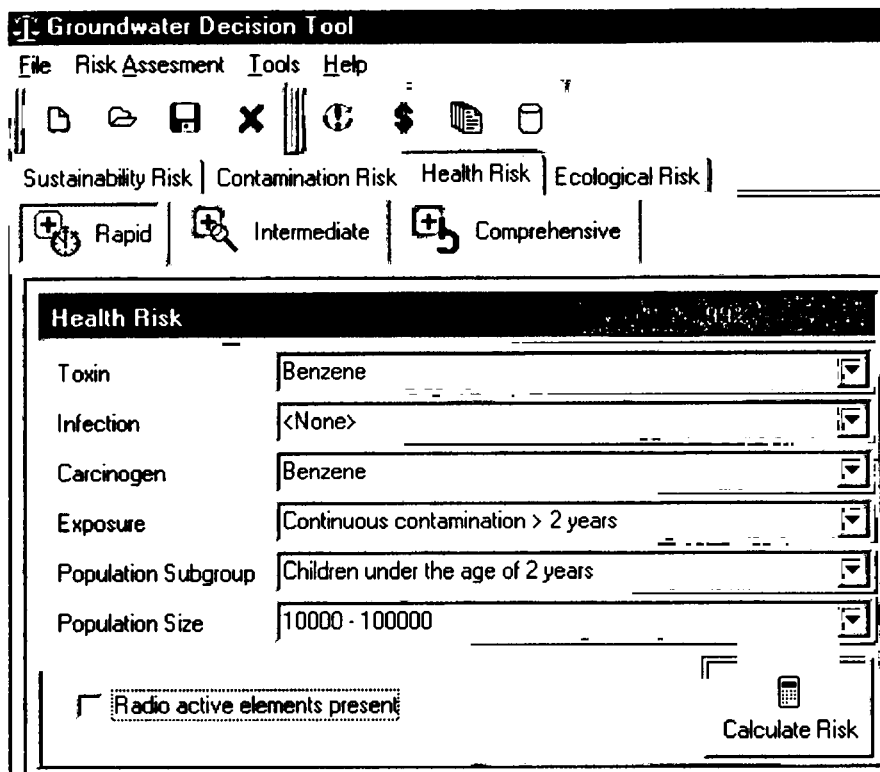 Groundwater Decision Tool
File Risk Assesment Tools Help
Sustainability Risk Contamination Risk Health Risk Ecological Risk
Rapid Intermediate Comprehensive
Health Risk
Toxin Benzene
Infection <None>
Carcinogen Benzene
Exposure Continuous contamination > 2 years
Population Subgroup Children under the age of 2 years
Population Size 10000 - 100000
Radio active elements present
Calculate Risk